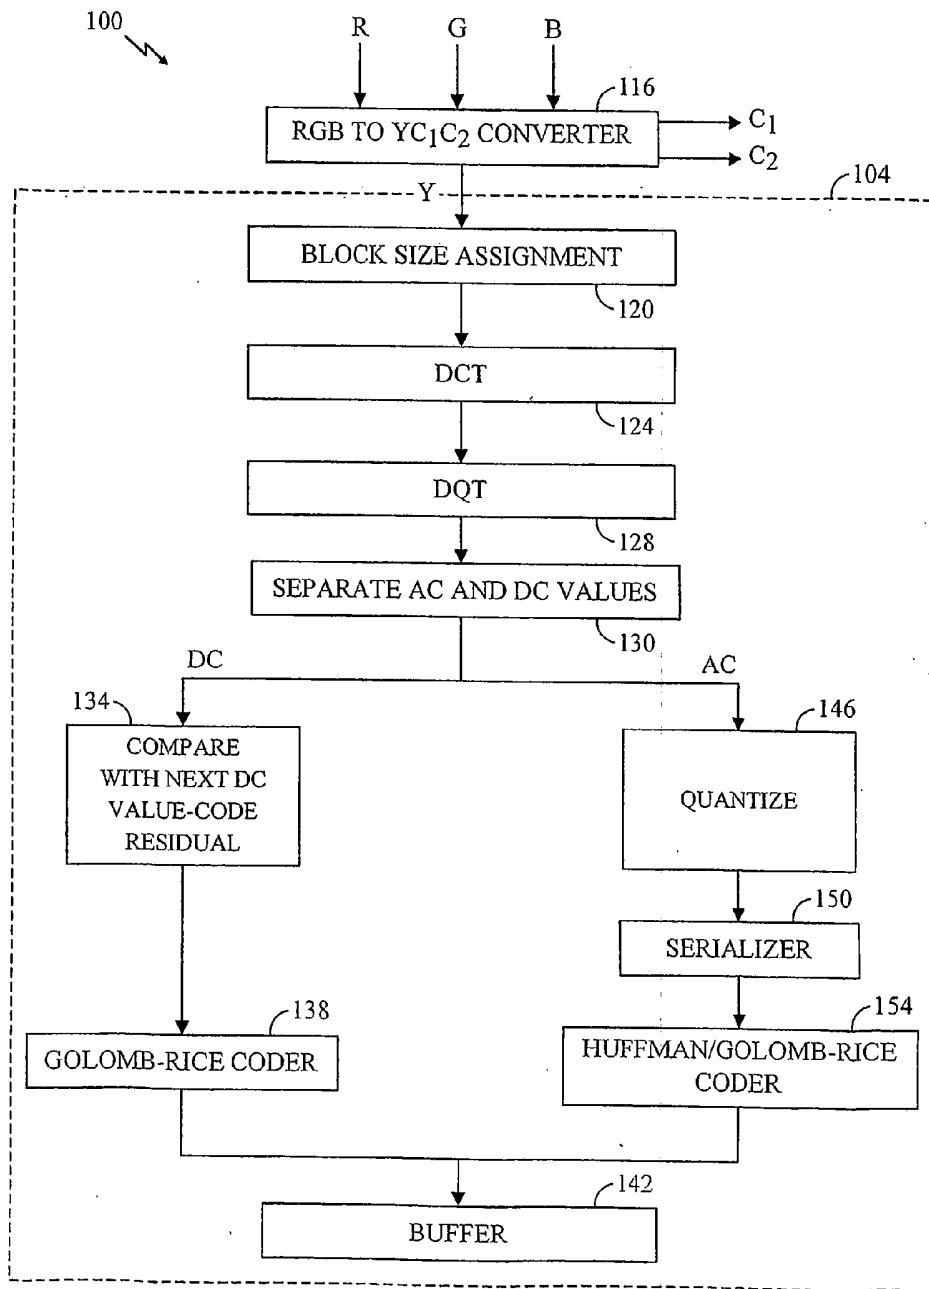 100
R G B
116
RGB TO YC1C2 CONVERTER
C1
C2
Y
104
BLOCK SIZE ASSIGNMENT
120
DCT
124
DQT
128
SEPARATE AC AND DC VALUES
130
DC
AC
134
COMPARE
WITH NEXT DC
VALUE-CODE
RESIDUAL
146
QUANTIZE
150
SERIALIZER
138
GOLOMB-RICE CODER
154
HUFFMAN/GOLOMB-RICE
CODER
142
BUFFER